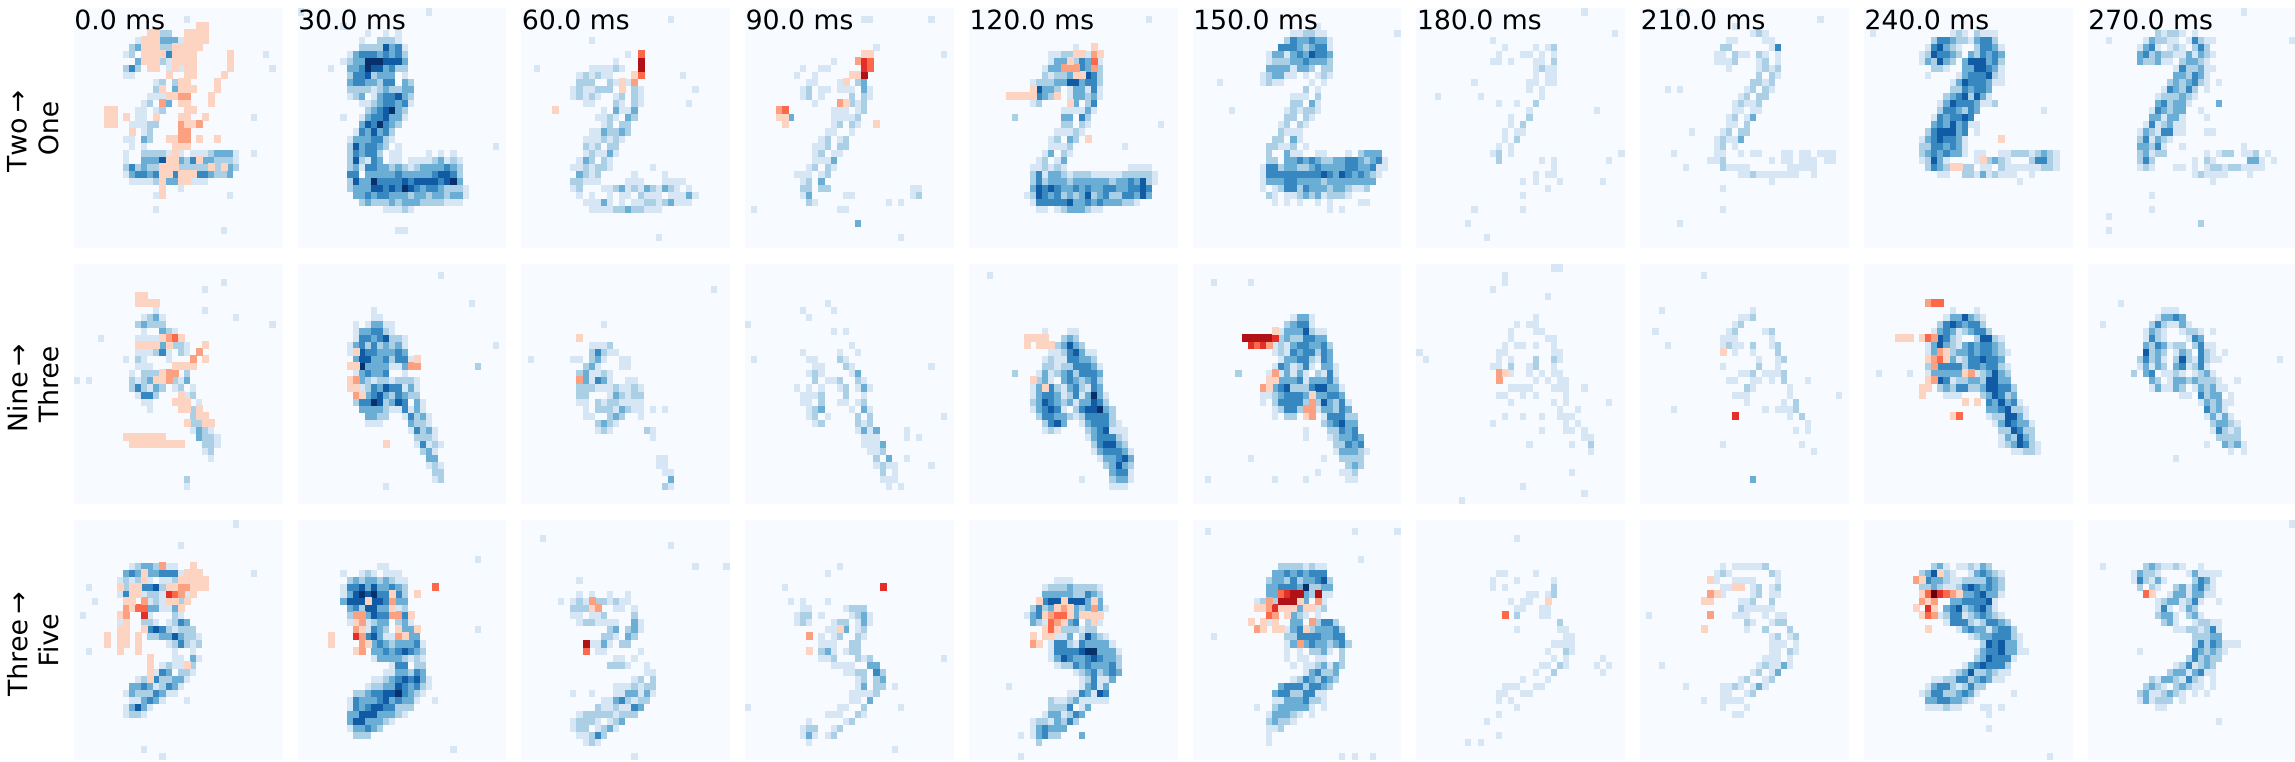 0.0 ms 30.0 ms 60.0 ms 90.0 ms 120.0 ms 150.0 ms 180.0 ms 210.0 ms 240.0 ms 270.0 ms
Two →
One
Nine →
Three
Three →
Five